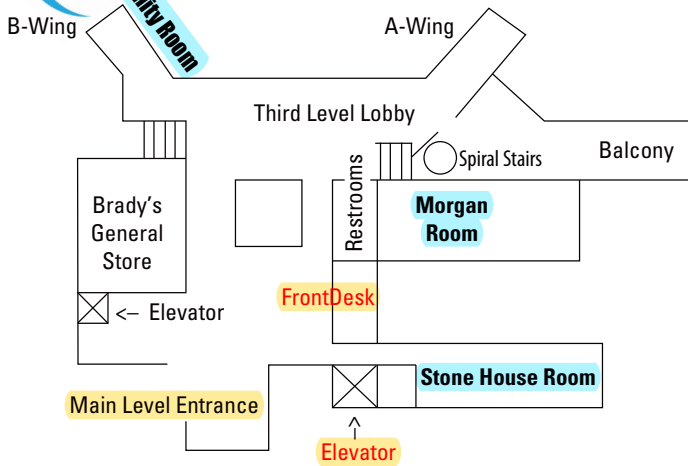 B-Wing
Room
A-Wing
Third Level Lobby
Spiral Stairs
Balcony
Restrooms
Brady's
General
Store
Morgan
Room
FrontDesk
<– Elevator
Stone House Room
Main Level Entrance
Elevator